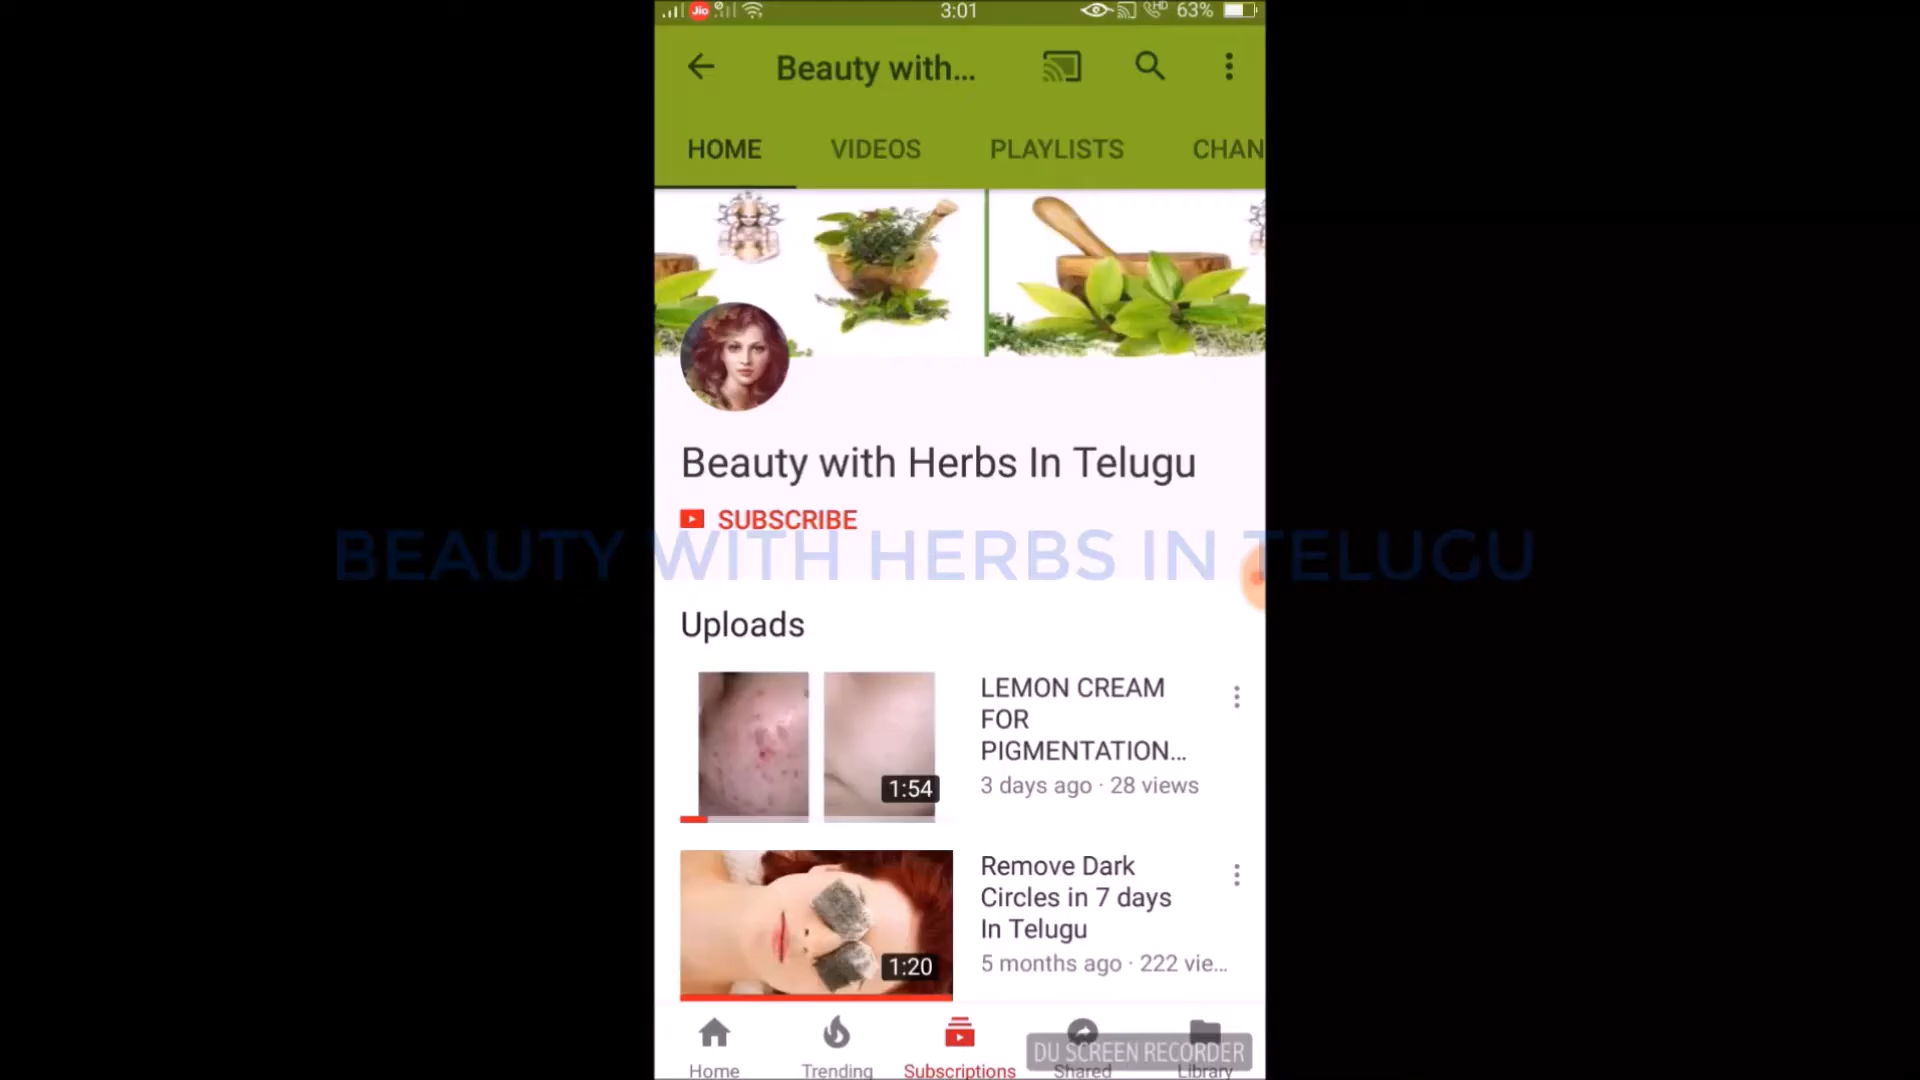 Jio
3:01
HD
63%
Beauty with...
HOME
VIDEOS
PLAYLISTS
CHAN
Beauty with Herbs In Telugu
SUBSCRIBE
BEAUTY WITH HERBS IN TELUGU
Uploads
LEMON CREAM
FOR
PIGMENTATION...
3 days ago · 28 views
1:54
Remove Dark
Circles in 7 days
In Telugu
5 months ago · 222 vie...
1:20
Home
Trending
Subscriptions
Shared
Library
DU SCREEN RECORDER